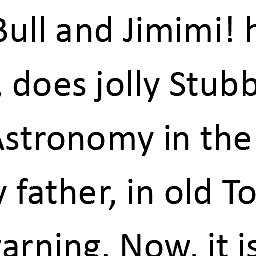 Bull and Jimimi! h
, does jolly Stubb
Astronomy in the
y father, in old To
arning. Now, it is